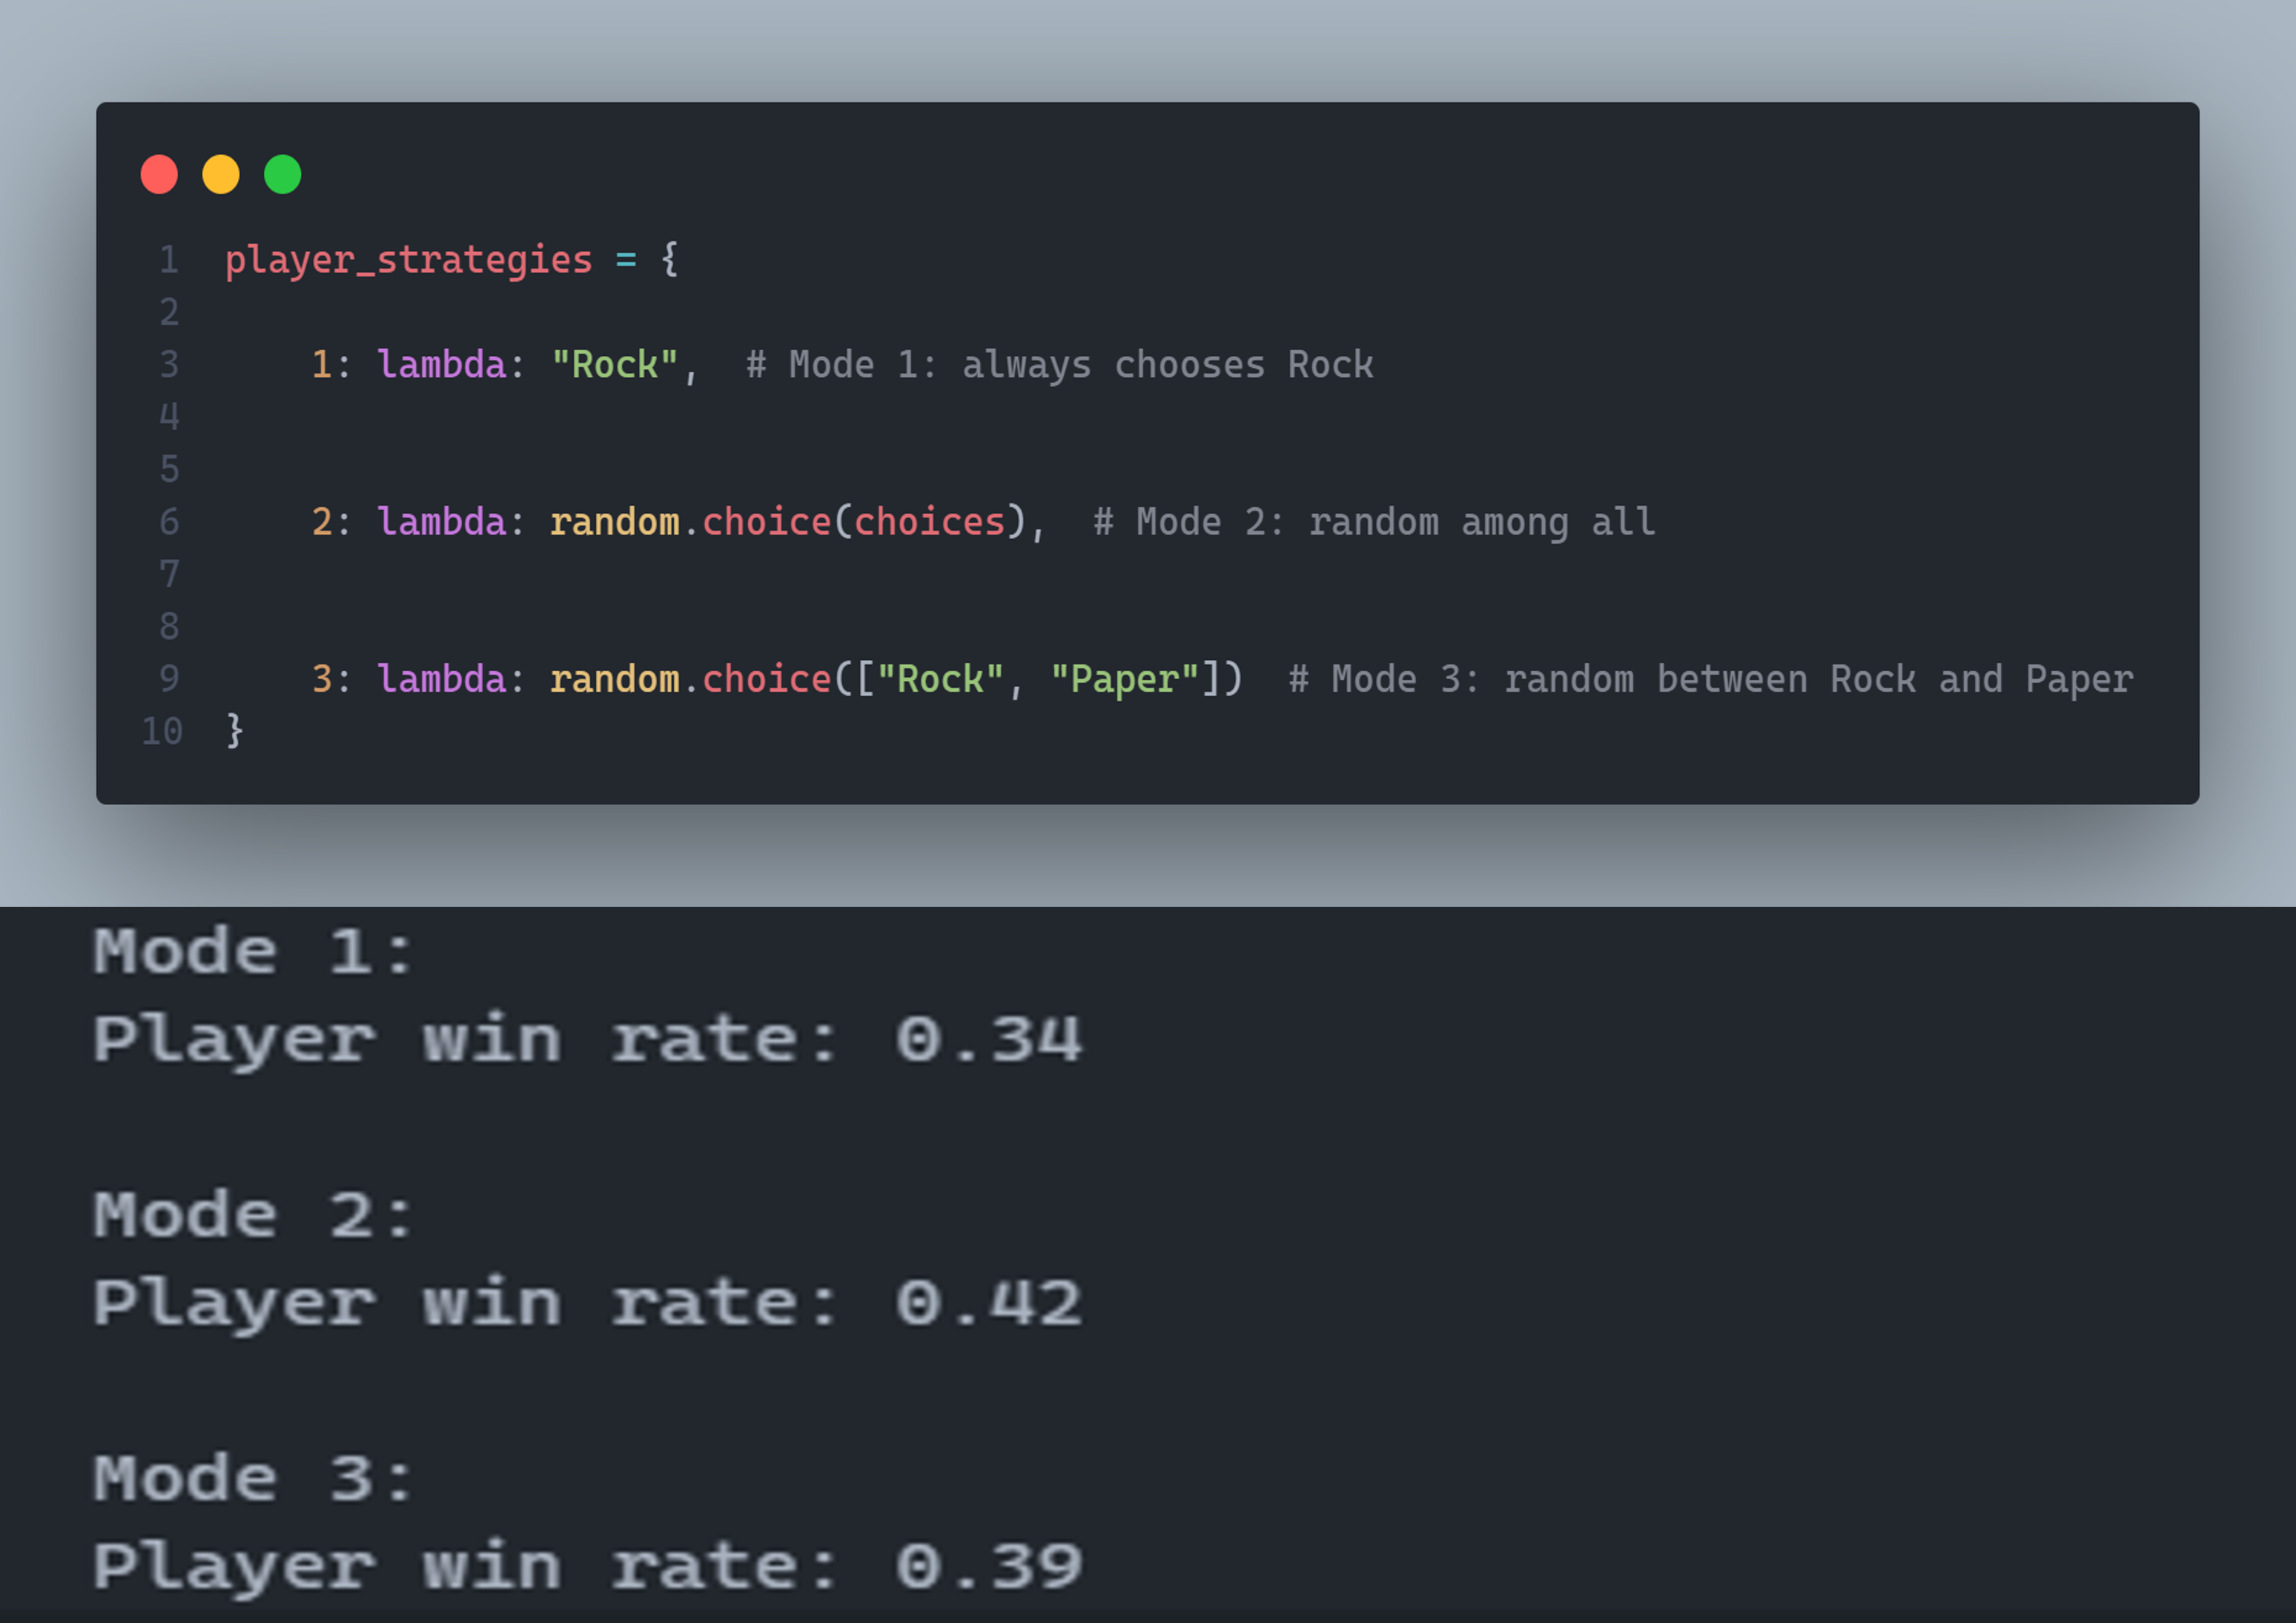 1 player_strategies = {
2
3     1: lambda: "Rock",  # Mode 1: always chooses Rock
4
5
6     2: lambda: random.choice(choices),  # Mode 2: random among all
7
8
9     3: lambda: random.choice(["Rock", "Paper"])  # Mode 3: random between Rock and Paper
10 }
Mode 1:
Player win rate: 0.34
Mode 2:
Player win rate: 0.42
Mode 3:
Player win rate: 0.39